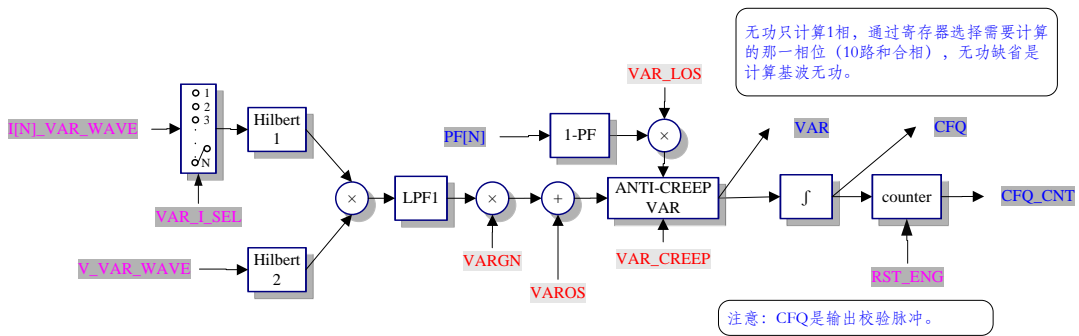 无功只计算1相，通过寄存器选择需要计算
的那一相位（10路和合相），无功缺省是
计算基波无功。
VAR_LOS
1
2
3
N
I[N]_VAR_WAVE
Hilbert
1
PF[N]
1-PF
×
VAR
CFQ
VAR_I_SEL
×
LPF1
×
+
ANTI-CREEP
VAR
∫
counter
CFQ_CNT
V_VAR_WAVE
Hilbert
2
VARGN
VAROS
VAR_CREEP
RST_ENG
注意：CFQ是输出校验脉冲。